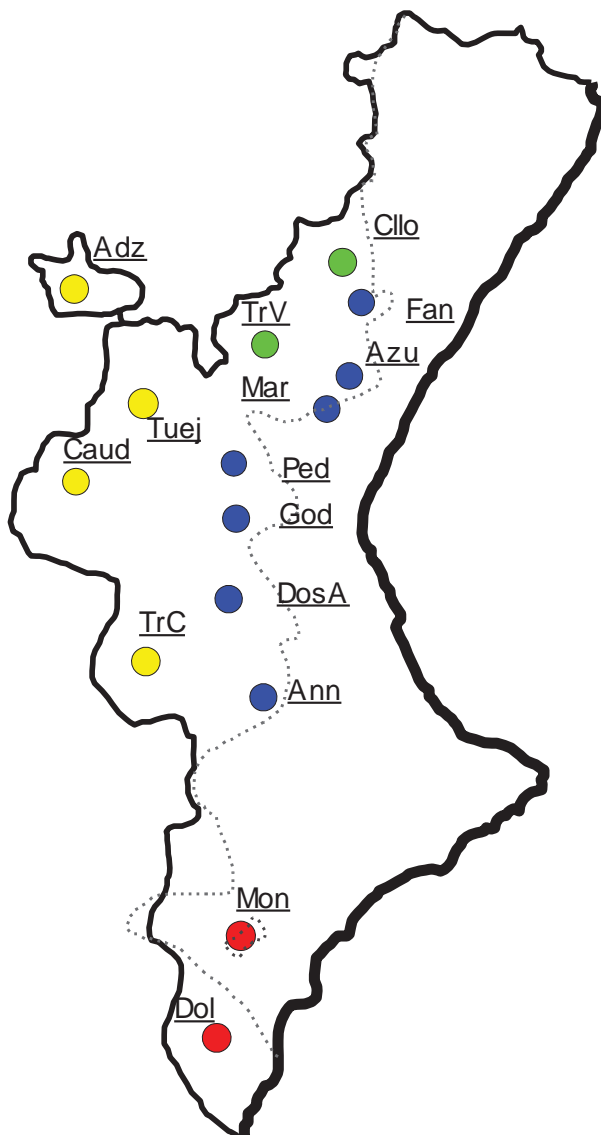 Cllo
Adz
Fan
TrV
Azu
Mar
Tuej
Caud
Ped
God
DosA
TrC
Ann
Mon
Dol